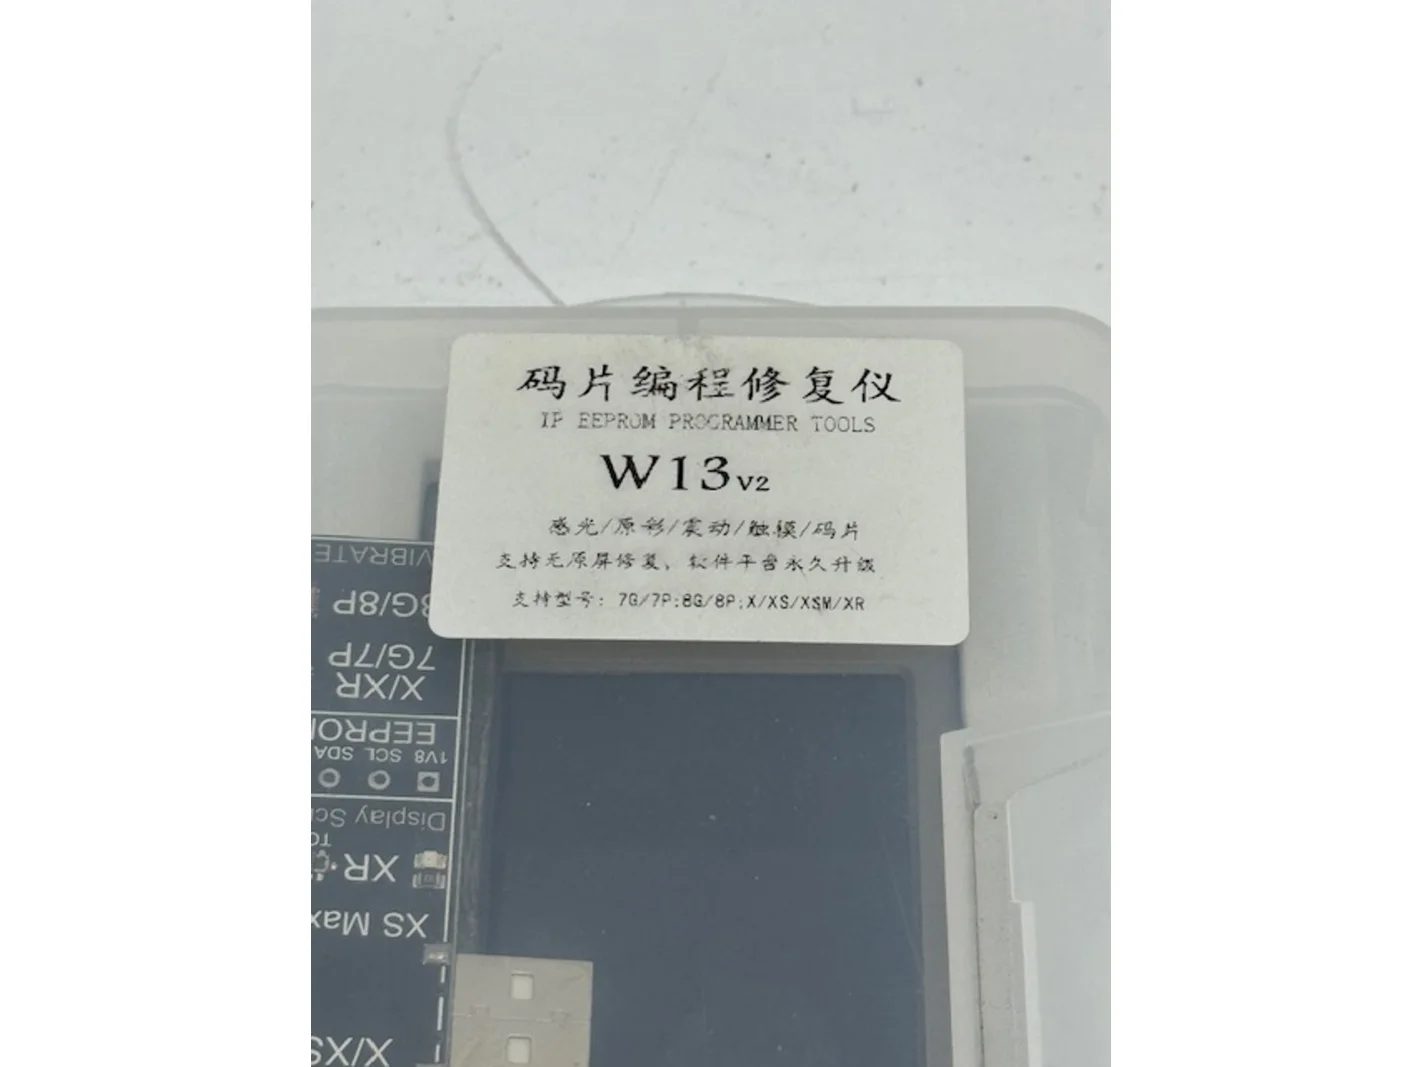 码片编程修复仪
IP EEPROM PROGRAMMER TOOLS
W13 V2
感光/原彩/震动/触摸/码片
支持无原屏修复、软件平台永久升级
支持型号: 7G/7P;8G/8P;X/XS/XSM/XR
VIBRATE
8G/8P
7G/7P
X/XR
EEPROM
1V8 SCL SDA
Display
XR
XS Max
X/XS